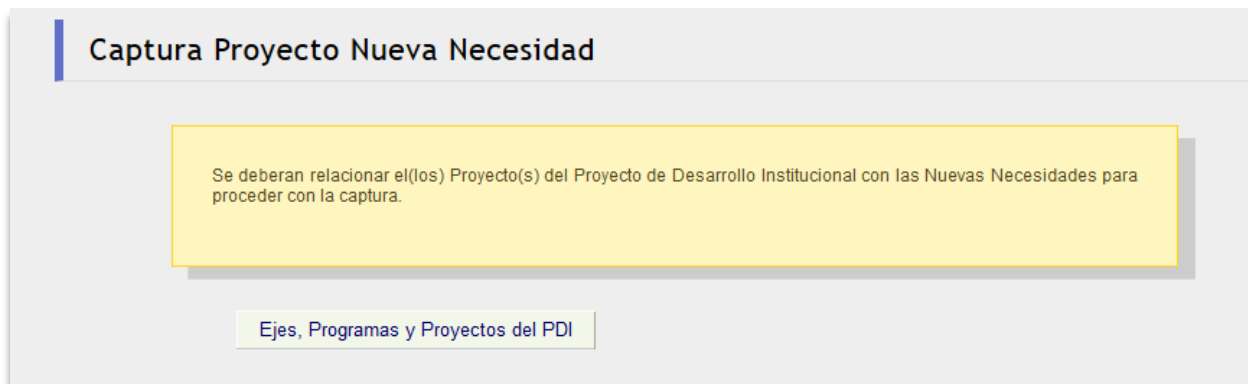 Captura Proyecto Nueva Necesidad
Se deberan relacionar el(los) Proyecto(s) del Proyecto de Desarrollo Institucional con las Nuevas Necesidades para
proceder con la captura.
Ejes, Programas y Proyectos del PDI